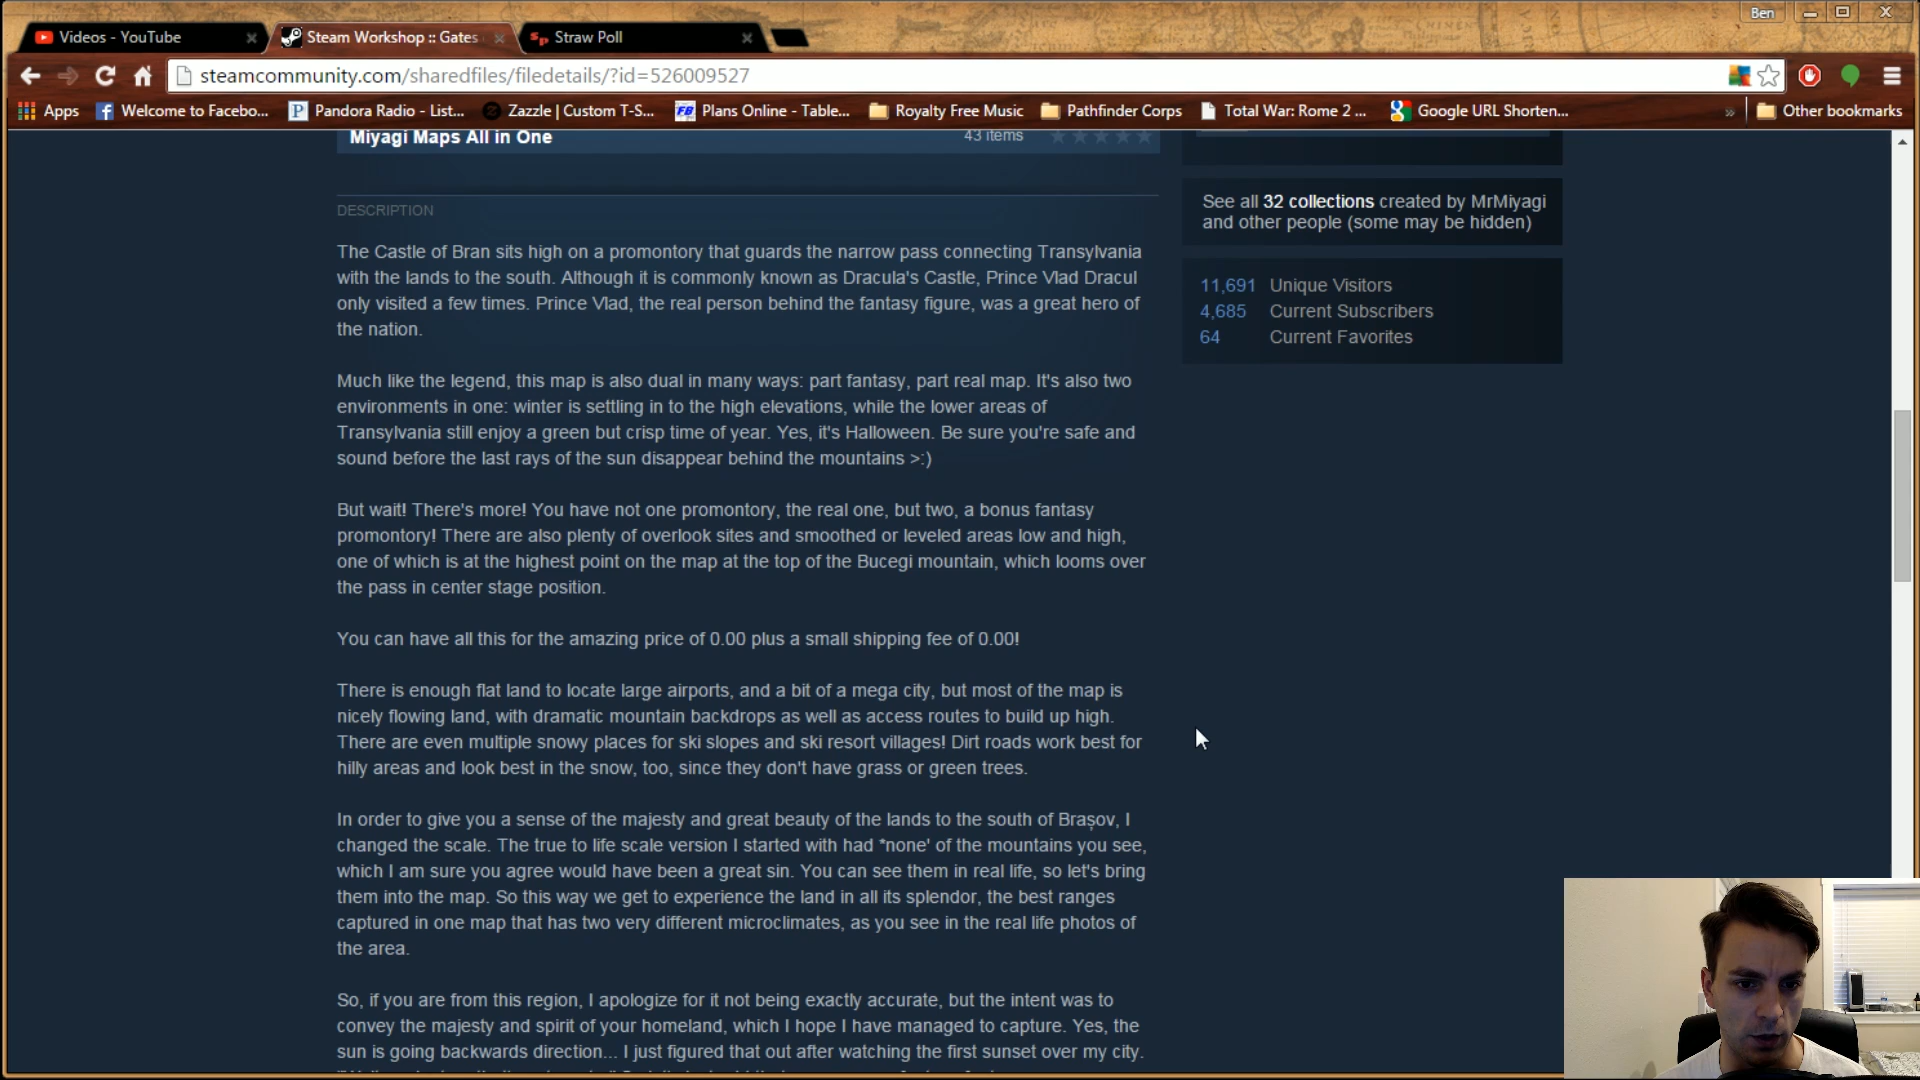 Ben
Videos - YouTube
Steam Workshop :: Gates
Straw Poll
steamcommunity.com/sharedfiles/filedetails/?id=526009527
Apps
Welcome to Facebo...
Pandora Radio - List...
Zazzle | Custom T-S...
Plans Online - Table...
Royalty Free Music
Pathfinder Corps
Total War: Rome 2 ...
Google URL Shorten...
»
Other bookmarks
Miyagi Maps All in One
43 items
DESCRIPTION
The Castle of Bran sits high on a promontory that guards the narrow pass connecting Transylvania
with the lands to the south. Although it is commonly known as Dracula's Castle, Prince Vlad Dracul
only visited a few times. Prince Vlad, the real person behind the fantasy figure, was a great hero of
the nation.
Much like the legend, this map is also dual in many ways: part fantasy, part real map. It's also two
environments in one: winter is settling in to the high elevations, while the lower areas of
Transylvania still enjoy a green but crisp time of year. Yes, it's Halloween. Be sure you're safe and
sound before the last rays of the sun disappear behind the mountains >:)
But wait! There's more! You have not one promontory, the real one, but two, a bonus fantasy
promontory! There are also plenty of overlook sites and smoothed or leveled areas low and high,
one of which is at the highest point on the map at the top of the Bucegi mountain, which looms over
the pass in center stage position.
You can have all this for the amazing price of 0.00 plus a small shipping fee of 0.00!
There is enough flat land to locate large airports, and a bit of a mega city, but most of the map is
nicely flowing land, with dramatic mountain backdrops as well as access routes to build up high.
There are even multiple snowy places for ski slopes and ski resort villages! Dirt roads work best for
hilly areas and look best in the snow, too, since they don't have grass or green trees.
In order to give you a sense of the majesty and great beauty of the lands to the south of Brașov, I
changed the scale. The true to life scale version I started with had *none' of the mountains you see,
which I am sure you agree would have been a great sin. You can see them in real life, so let's bring
them into the map. So this way we get to experience the land in all its splendor, the best ranges
captured in one map that has two very different microclimates, as you see in the real life photos of
the area.
So, if you are from this region, I apologize for it not being exactly accurate, but the intent was to
convey the majesty and spirit of your homeland, which I hope I have managed to capture. Yes, the
sun is going backwards direction... I just figured that out after watching the first sunset over my city.
See all 32 collections created by MrMiyagi
and other people (some may be hidden)
11,691 Unique Visitors
4,685 Current Subscribers
64 Current Favorites